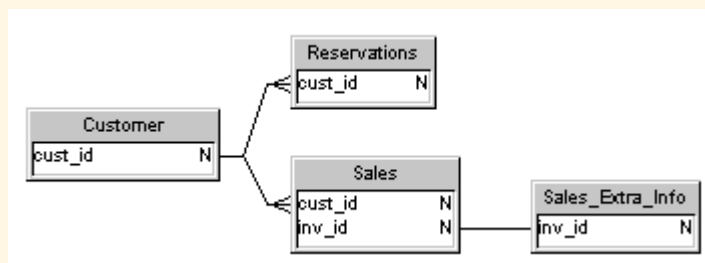 Reservations
cust_id N
Customer
cust_id N
Sales
cust_id N
inv_id N
Sales_Extra_Info
inv_id N